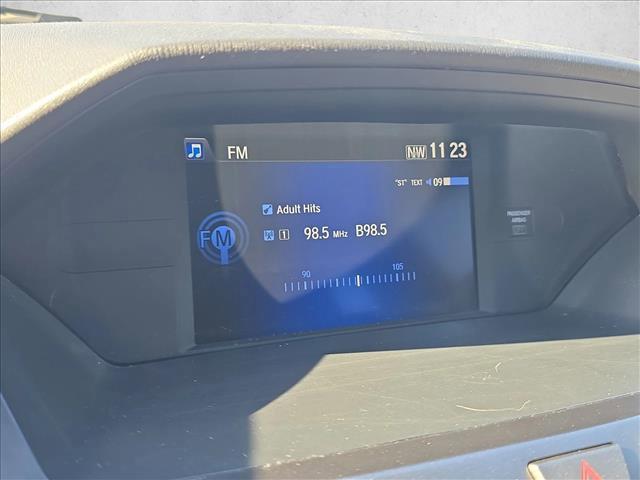 FM NW 11 23
"ST" TEXT 09
Adult Hits
FM 1 98.5 MHz B98.5
90 105
PASSENGER
AIRBAG